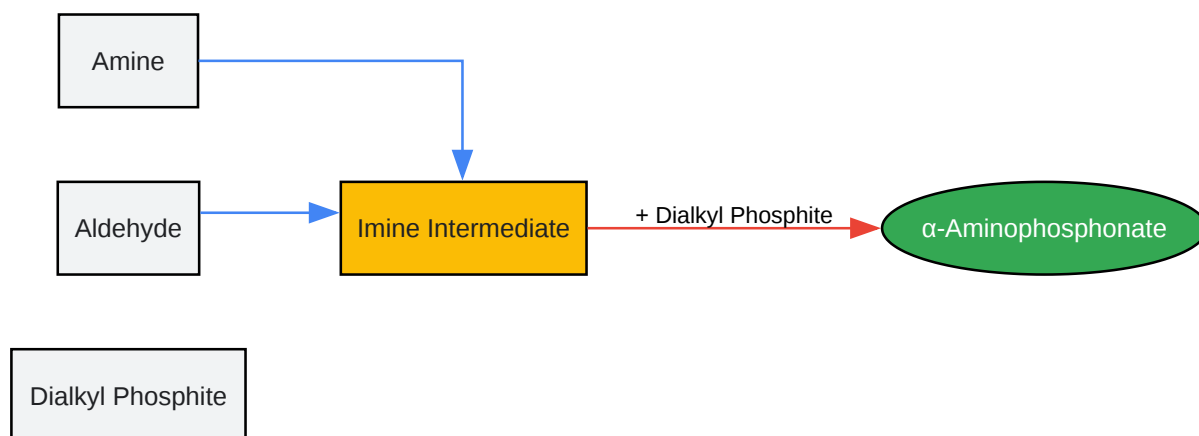 Amine
Aldehyde
Imine Intermediate
+ Dialkyl Phosphite
α-Aminophosphonate
Dialkyl Phosphite